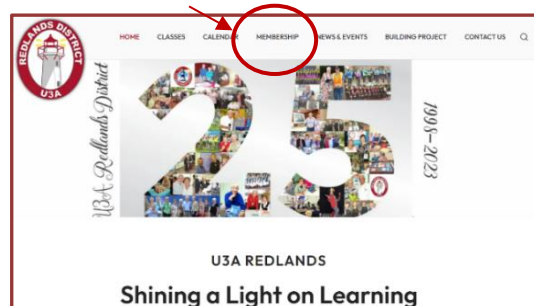 REDLANDS DISTRICT
U3A
HOME CLASSES CALENDAR MEMBERSHIP NEWS & EVENTS BUILDING PROJECT CONTACT US
U3A Redlands District
25
1998-2023
U3A REDLANDS
Shining a Light on Learning